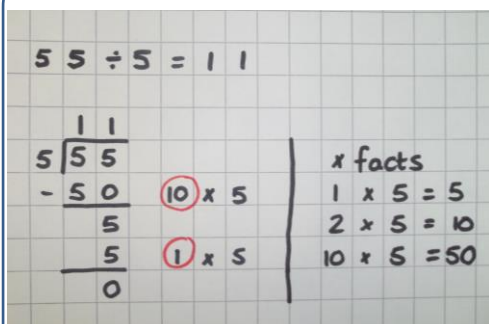 55 ÷ 5 = 11
11
5 55
- 50 10 x 5
5
5 1 x 5
0
x facts
1 x 5 = 5
2 x 5 = 10
10 x 5 = 50